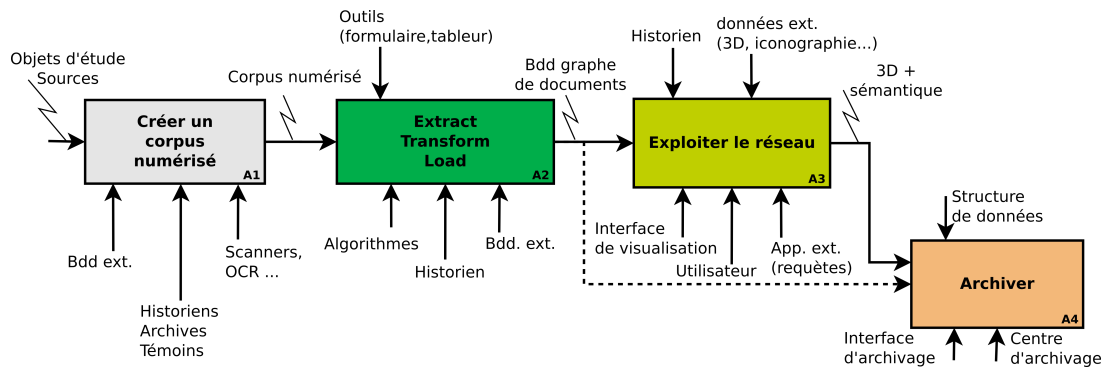 Objets d'étude
Sources
Créer un
corpus
numérisé
A1
Bdd ext.
Historiens
Archives
Témoins
Scanners,
OCR ...
Corpus numérisé
Outils
(formulaire,tableur)
Extract
Transform
Load
A2
Algorithmes
Historien
Bdd. ext.
Bdd graphe
de documents
Historien
données ext.
(3D, iconographie...)
Exploiter le réseau
A3
Interface
de visualisation
Utilisateur
App. ext.
(requètes)
3D +
sémantique
Structure
de données
Archiver
A4
Interface
d'archivage
Centre
d'archivage